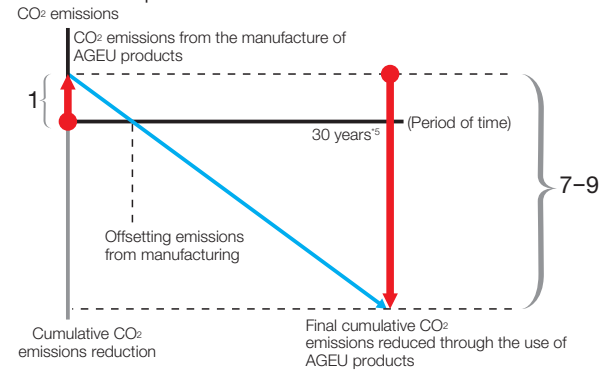 CO2 emissions
CO2 emissions from the manufacture of
AGEU products
1
30 years*5
(Period of time)
7–9
Offsetting emissions
from manufacturing
Cumulative CO2
emissions reduction
Final cumulative CO2
emissions reduced through the use of
AGEU products